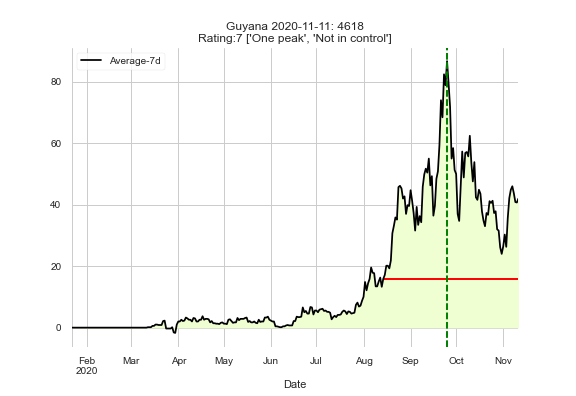 Guyana 2020-11-11: 4618
Rating:7 ['One peak', 'Not in control']
Average-7d
80
60
40
20
0
Feb Mar Apr May Jun Jul Aug Sep Oct Nov
2020
Date